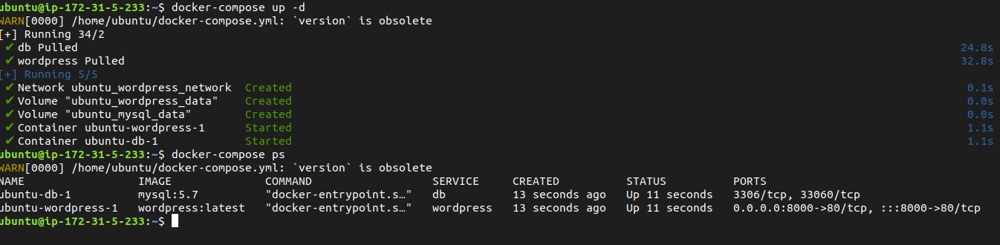 ubuntu@ip-172-31-5-233:~$ docker-compose up -d
WARN[0000] /home/ubuntu/docker-compose.yml: `version` is obsolete
[+] Running 34/2
✔ db Pulled 24.8s
✔ wordpress Pulled 32.8s
[+] Running 5/5
✔ Network ubuntu_wordpress_network Created 0.1s
✔ Volume "ubuntu_wordpress_data" Created 0.0s
✔ Volume "ubuntu_mysql_data" Created 0.0s
✔ Container ubuntu-wordpress-1 Started 1.1s
✔ Container ubuntu-db-1 Started 1.1s
ubuntu@ip-172-31-5-233:~$ docker-compose ps
WARN[0000] /home/ubuntu/docker-compose.yml: `version` is obsolete
NAME IMAGE COMMAND SERVICE CREATED STATUS PORTS
ubuntu-db-1 mysql:5.7 "docker-entrypoint.s…" db 13 seconds ago Up 11 seconds 3306/tcp, 33060/tcp
ubuntu-wordpress-1 wordpress:latest "docker-entrypoint.s…" wordpress 13 seconds ago Up 11 seconds 0.0.0.0:8000->80/tcp, :::8000->80/tcp
ubuntu@ip-172-31-5-233:~$